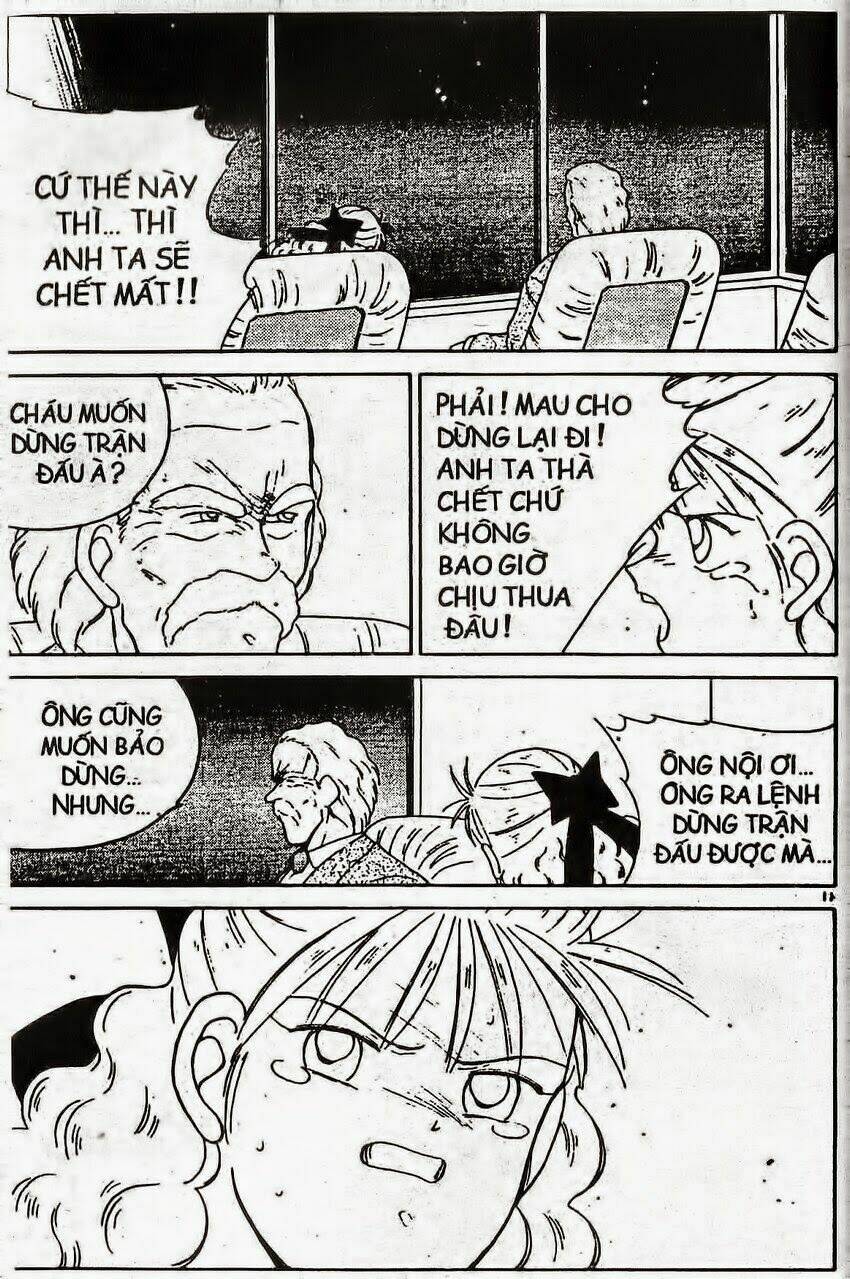 CỨ THẾ NÀY
THÌ... THÌ
ANH TA SẼ
CHẾT MẤT!!
CHÁU MUỐN
DỪNG TRẬN
ĐẤU À?
PHẢI! MAU CHO
DỪNG LẠI ĐI!
ANH TA THÀ
CHẾT CHỨ
KHÔNG
BAO GIỜ
CHỊU THUA
ĐÂU!
ÔNG CŨNG
MUỐN BẢO
DỪNG...
NHƯNG...
ÔNG NỘI ƠI...
ÔNG RA LỆNH
DỪNG TRẬN
ĐẤU ĐƯỢC MÀ...